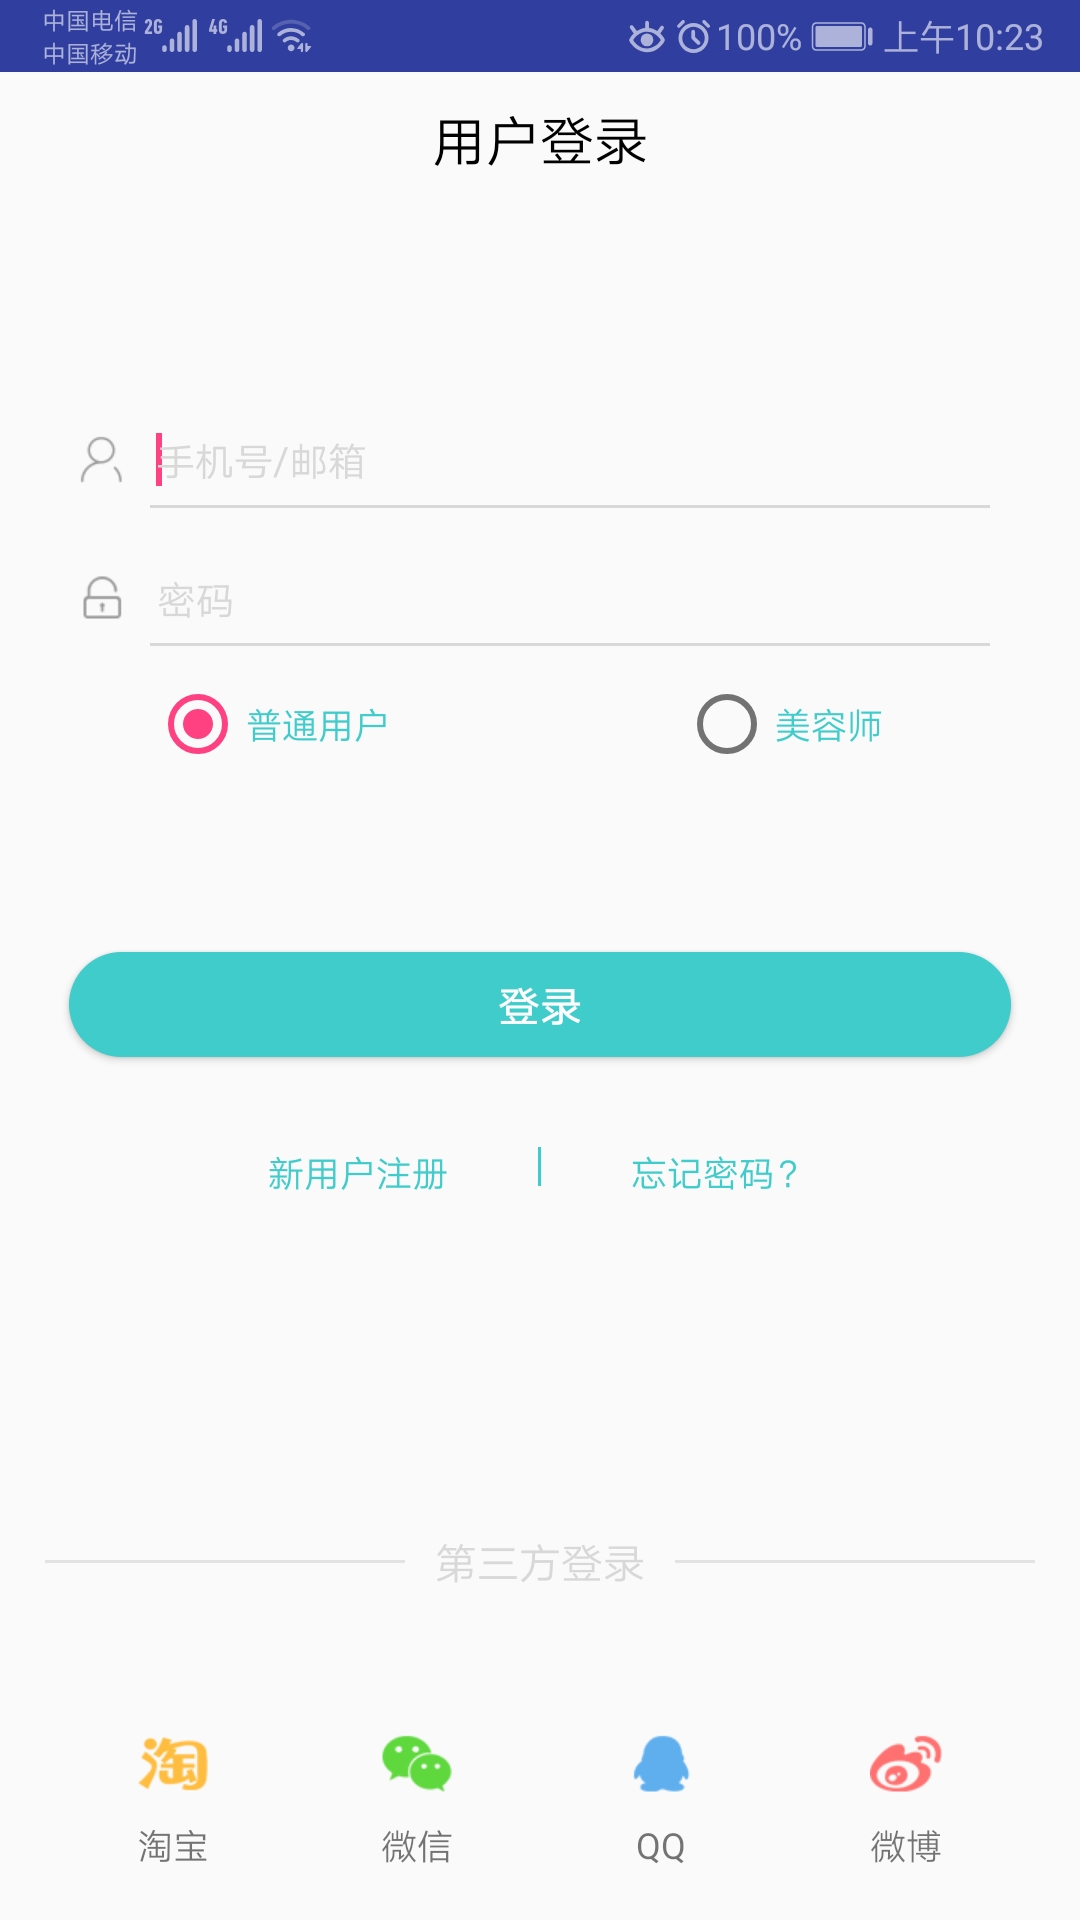 中国电信 2G 4G 100% 上午10:23
中国移动
用户登录
手机号/邮箱
密码
普通用户 美容师
登录
新用户注册 忘记密码?
第三方登录
淘
淘宝 微信 QQ 微博